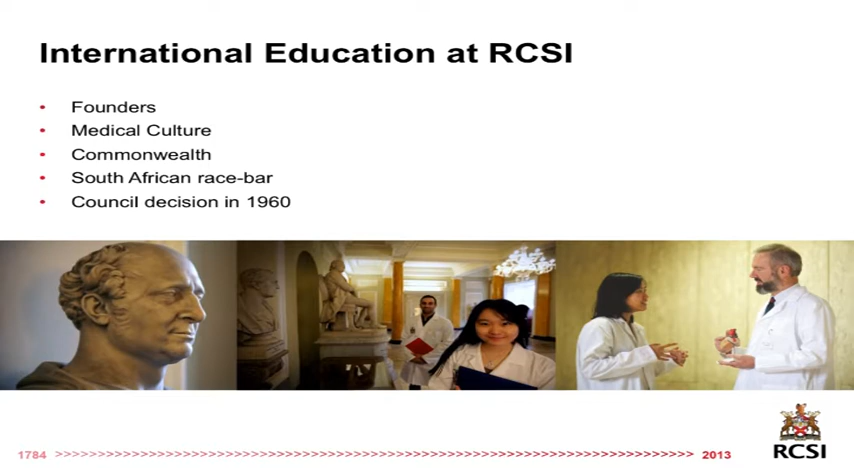 International Education at RCSI
• Founders
• Medical Culture
• Commonwealth
• South African race-bar
• Council decision in 1960
RCSI
1784 >>>>>>>>>>>>>>>>>>>>>>>>>>>>>>>>>>>>>>>>>>>>>>>>>>>>>>>>>>>>>>>>>>>>>>>>>>>>>>>>>>>> 2013